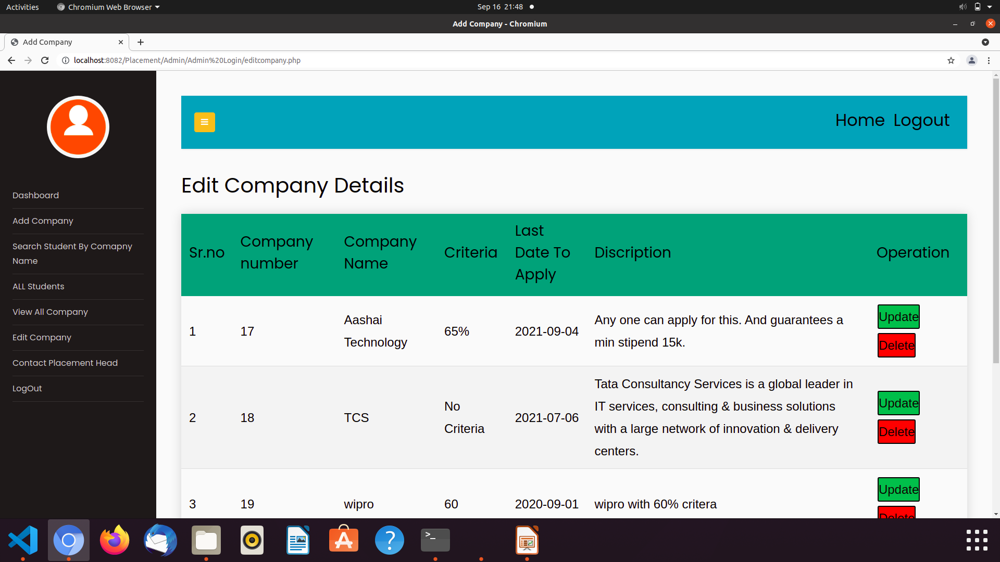 Activities
Chromium Web Browser
Sep 16 21:48
Add Company - Chromium
Add Company
localhost:8082/Placement/Admin/Admin%20Login/editcompany.php
Dashboard
Add Company
Search Student By Comapny
Name
ALL Students
View All Company
Edit Company
Contact Placement Head
LogOut
Home Logout
Edit Company Details
Sr.no
Company
number
Company
Name
Criteria
Last
Date To
Apply
Discription
Operation
1
17
Aashai
Technology
65%
2021-09-04
Any one can apply for this. And guarantees a
min stipend 15k.
Update
Delete
2
18
TCS
No
Criteria
2021-07-06
Tata Consultancy Services is a global leader in
IT services, consulting & business solutions
with a large network of innovation & delivery
centers.
Update
Delete
3
19
wipro
60
2020-09-01
wipro with 60% critera
Update
Delete